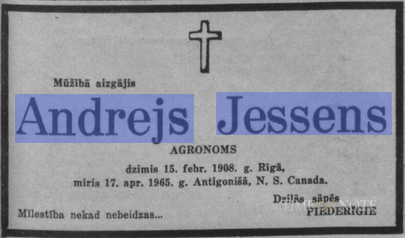 Mūžībā aizgājis
Andrejs Jessens
AGRONOMS
dzimis 15. febr. 1908. g. Rīgā,
miris 17. apr. 1965. g. Antigonišā, N. S. Canada.
Dziļās sāpēs
Mīlestība nekad nebeidzas... PIEDERĪGIE